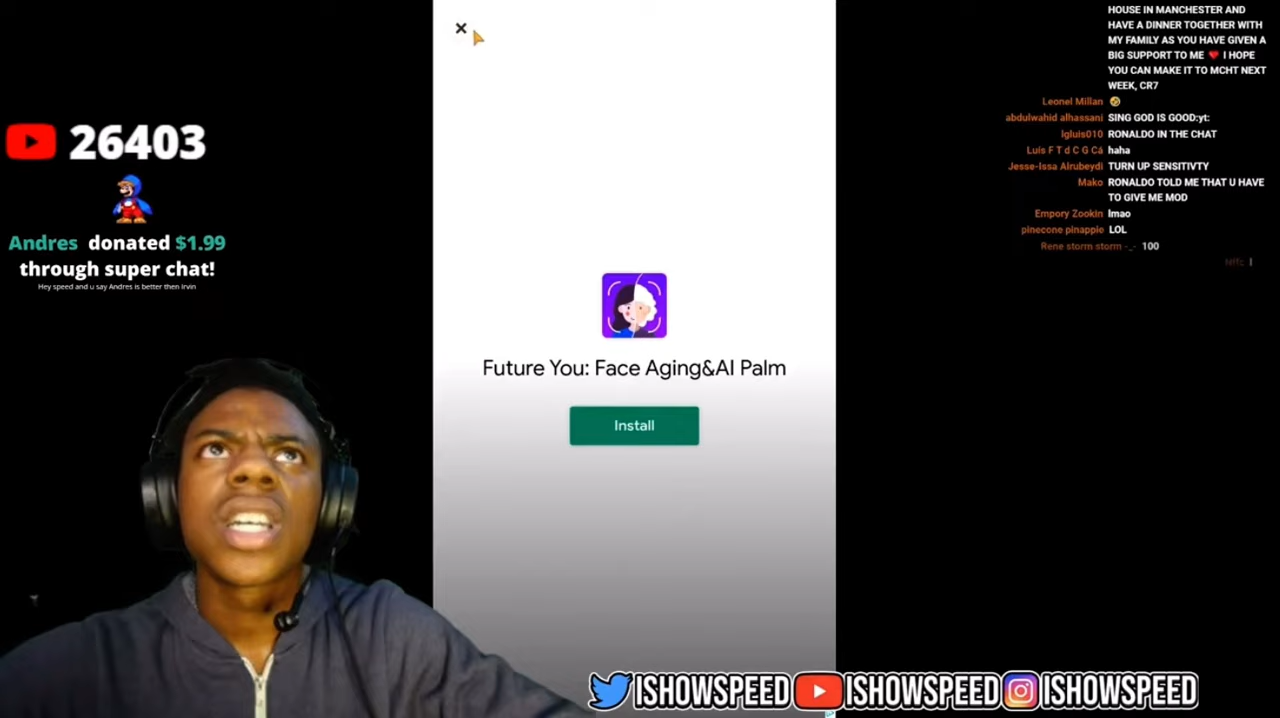 26403
Andres donated $1.99
through super chat!
Hey speed and u say Andres is better then Irvin
Future You: Face Aging&AI Palm
Install
HOUSE IN MANCHESTER AND
HAVE A DINNER TOGETHER WITH
MY FAMILY AS YOU HAVE GIVEN A
BIG SUPPORT TO ME ❤️ I HOPE
YOU CAN MAKE IT TO MCHT NEXT
WEEK, CR7
Leonel Millan 🤣
abdulwahid alhassani SING GOD IS GOOD:yt:
lgluis010 RONALDO IN THE CHAT
Luís F T d C G Cá haha
Jesse-Issa Alrubeydi TURN UP SENSITIVTY
Mako RONALDO TOLD ME THAT U HAVE
TO GIVE ME MOD
Empory Zookin lmao
pinecone pinappie LOL
Rene storm storm -_- 100
ISHOWSPEED ISHOWSPEED ISHOWSPEED